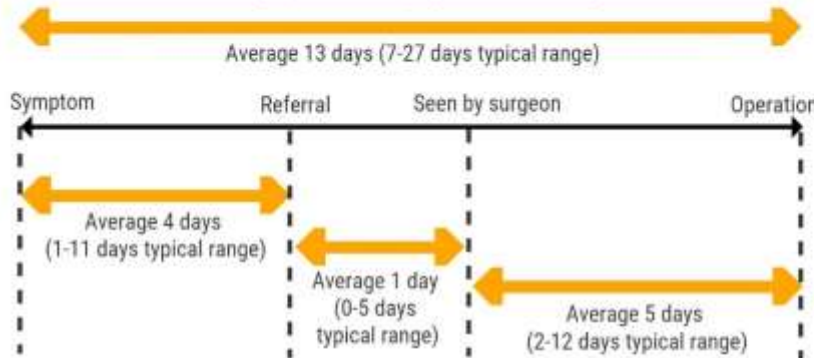 Average 13 days (7-27 days typical range)
Symptom Referral Seen by surgeon Operation
Average 4 days
(1-11 days typical range)
Average 1 day
(0-5 days
typical range)
Average 5 days
(2-12 days typical range)